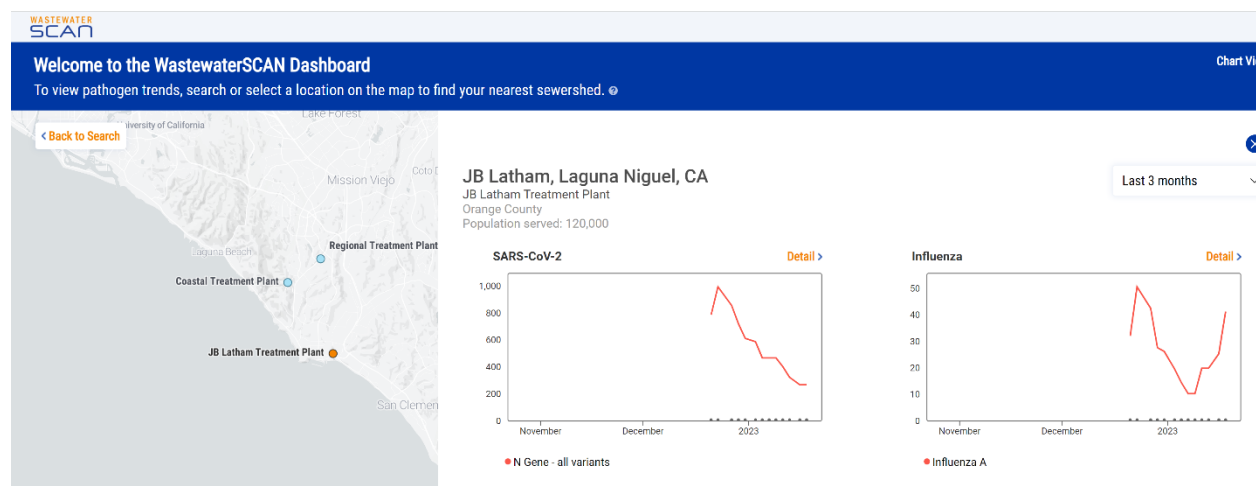 WASTEWATER
SCAN
Welcome to the WastewaterSCAN Dashboard
Chart Vi
To view pathogen trends, search or select a location on the map to find your nearest sewershed.
Back to Search
iversity of California
Lake Forest
Mission Viejo
Coto
Laguna Beach
Regional Treatment Plant
Coastal Treatment Plant
JB Latham Treatment Plant
San Clemen
JB Latham, Laguna Niguel, CA
JB Latham Treatment Plant
Orange County
Population served: 120,000
Last 3 months
SARS-CoV-2
Detail
1,000
800
600
400
200
0
November
December
2023
N Gene - all variants
Influenza
Detail
50
40
30
20
10
0
November
December
2023
Influenza A